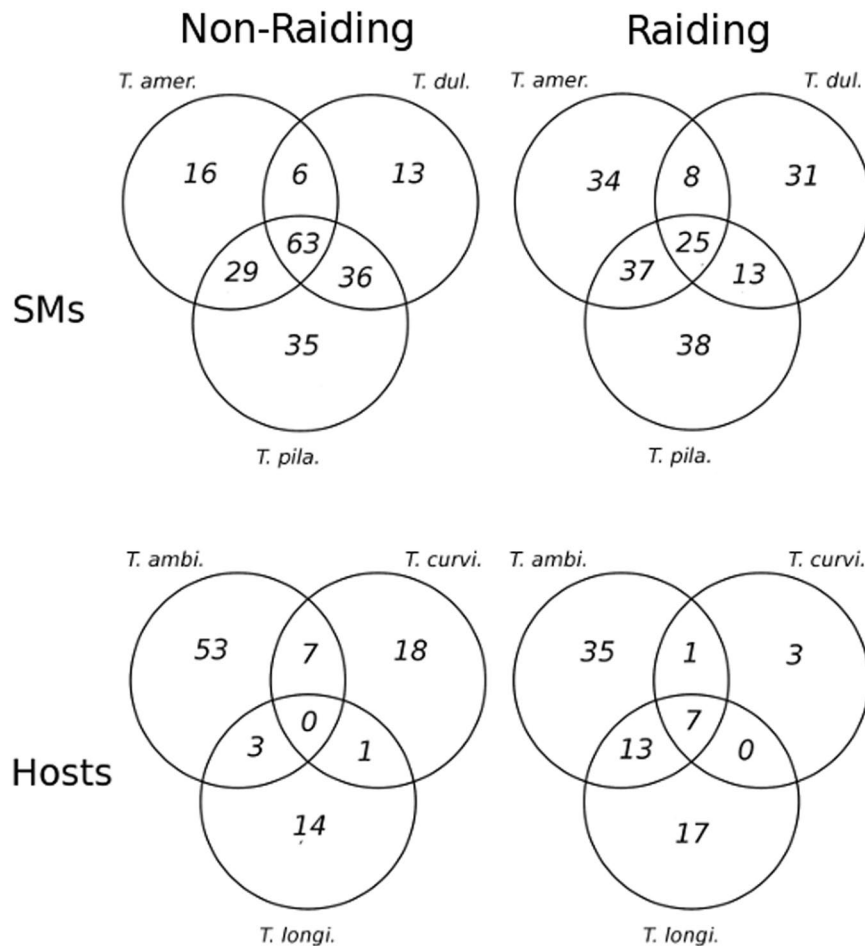 Non-Raiding Raiding
T. amer. T. dul. T. amer. T. dul.
16 6 13 34 8 31
63 25
29 36 37 13
SMs
35 38
T. pila. T. pila.
T. ambi. T. curvi. T. ambi. T. curvi.
53 7 18 35 1 3
0 7
3 1 13 0
Hosts
14 17
T. longi. T. longi.